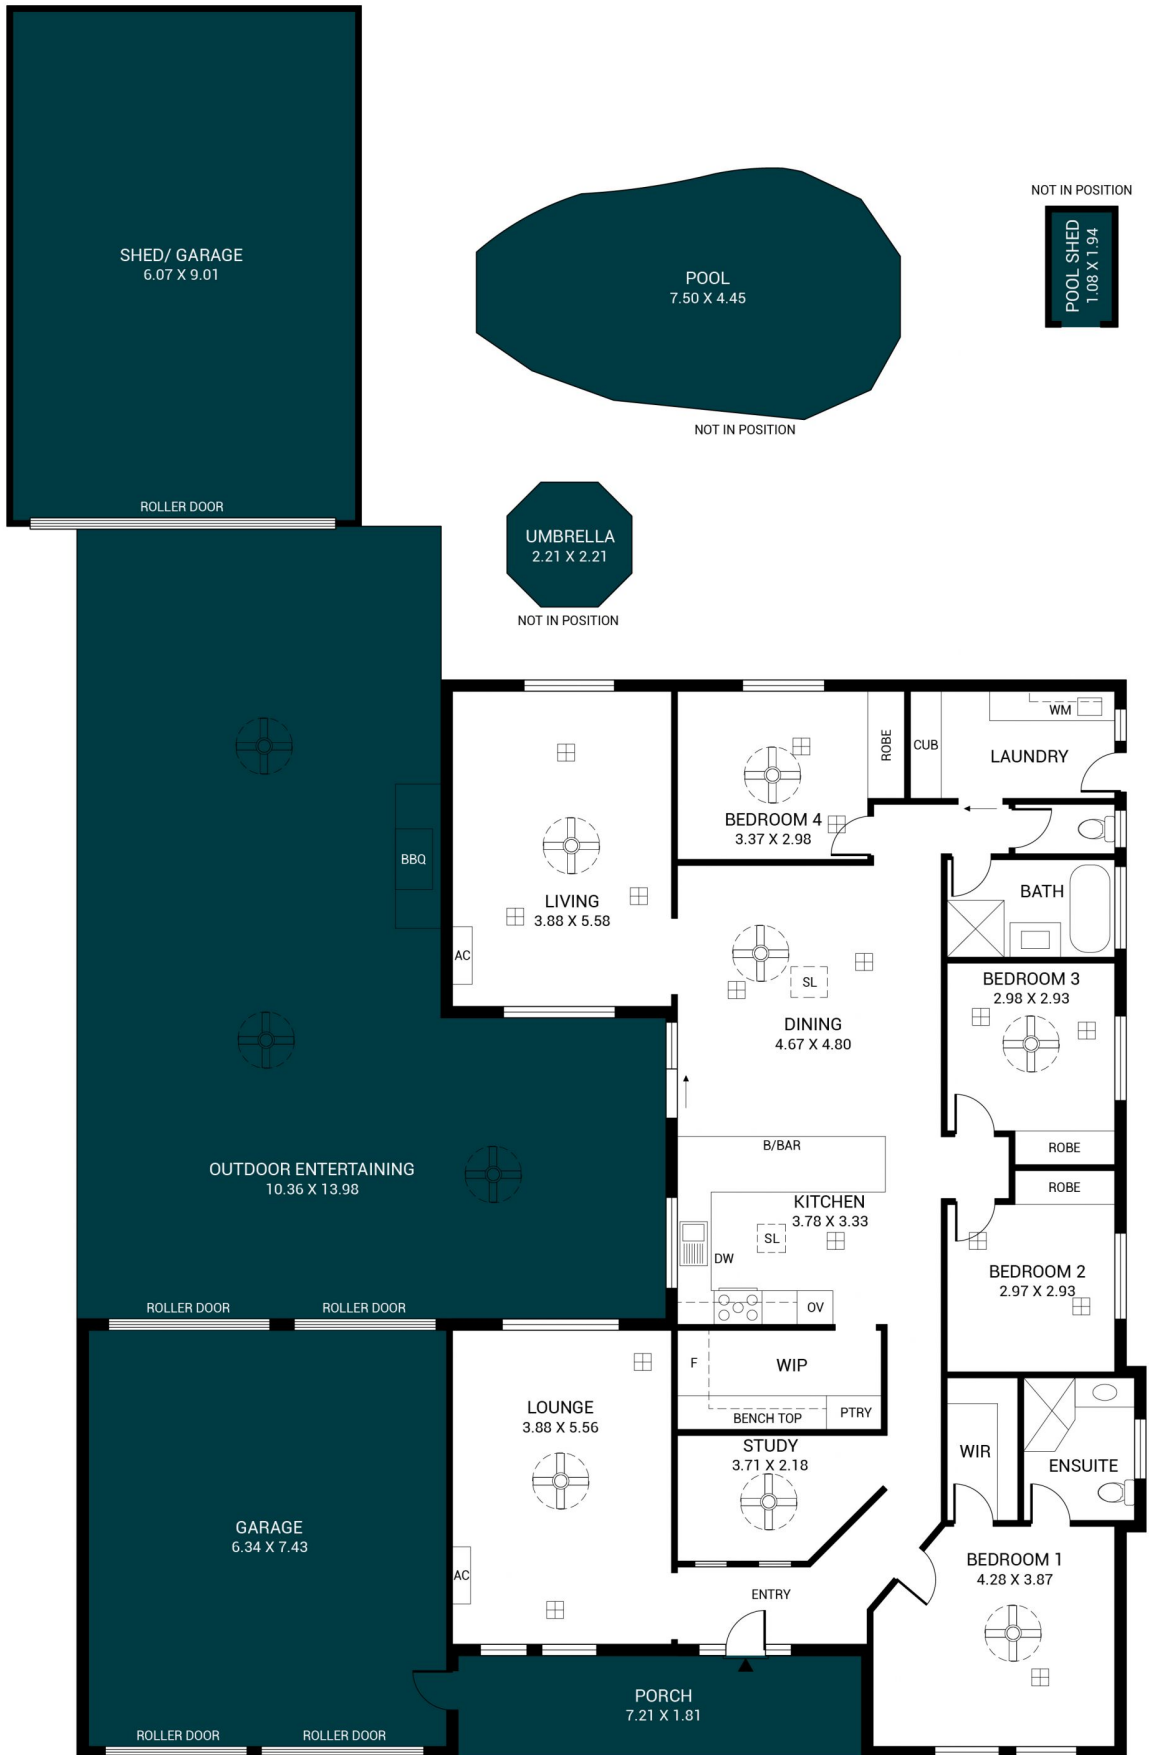 NOT IN POSITION
POOL SHED
1.08 X 1.94
SHED/ GARAGE
6.07 X 9.01
POOL
7.50 X 4.45
NOT IN POSITION
ROLLER DOOR
UMBRELLA
2.21 X 2.21
NOT IN POSITION
WM
ROBE
CUB
LAUNDRY
BEDROOM 4
3.37 X 2.98
BBQ
LIVING
3.88 X 5.58
BATH
AC
SL
BEDROOM 3
2.98 X 2.93
DINING
4.67 X 4.80
B/BAR
ROBE
OUTDOOR ENTERTAINING
10.36 X 13.98
ROBE
KITCHEN
3.78 X 3.33
SL
DW
BEDROOM 2
2.97 X 2.93
ROLLER DOOR
ROLLER DOOR
OV
F
WIP
LOUNGE
3.88 X 5.56
BENCH TOP
PTRY
STUDY
3.71 X 2.18
WIR
ENSUITE
GARAGE
6.34 X 7.43
AC
ENTRY
BEDROOM 1
4.28 X 3.87
PORCH
7.21 X 1.81
ROLLER DOOR
ROLLER DOOR